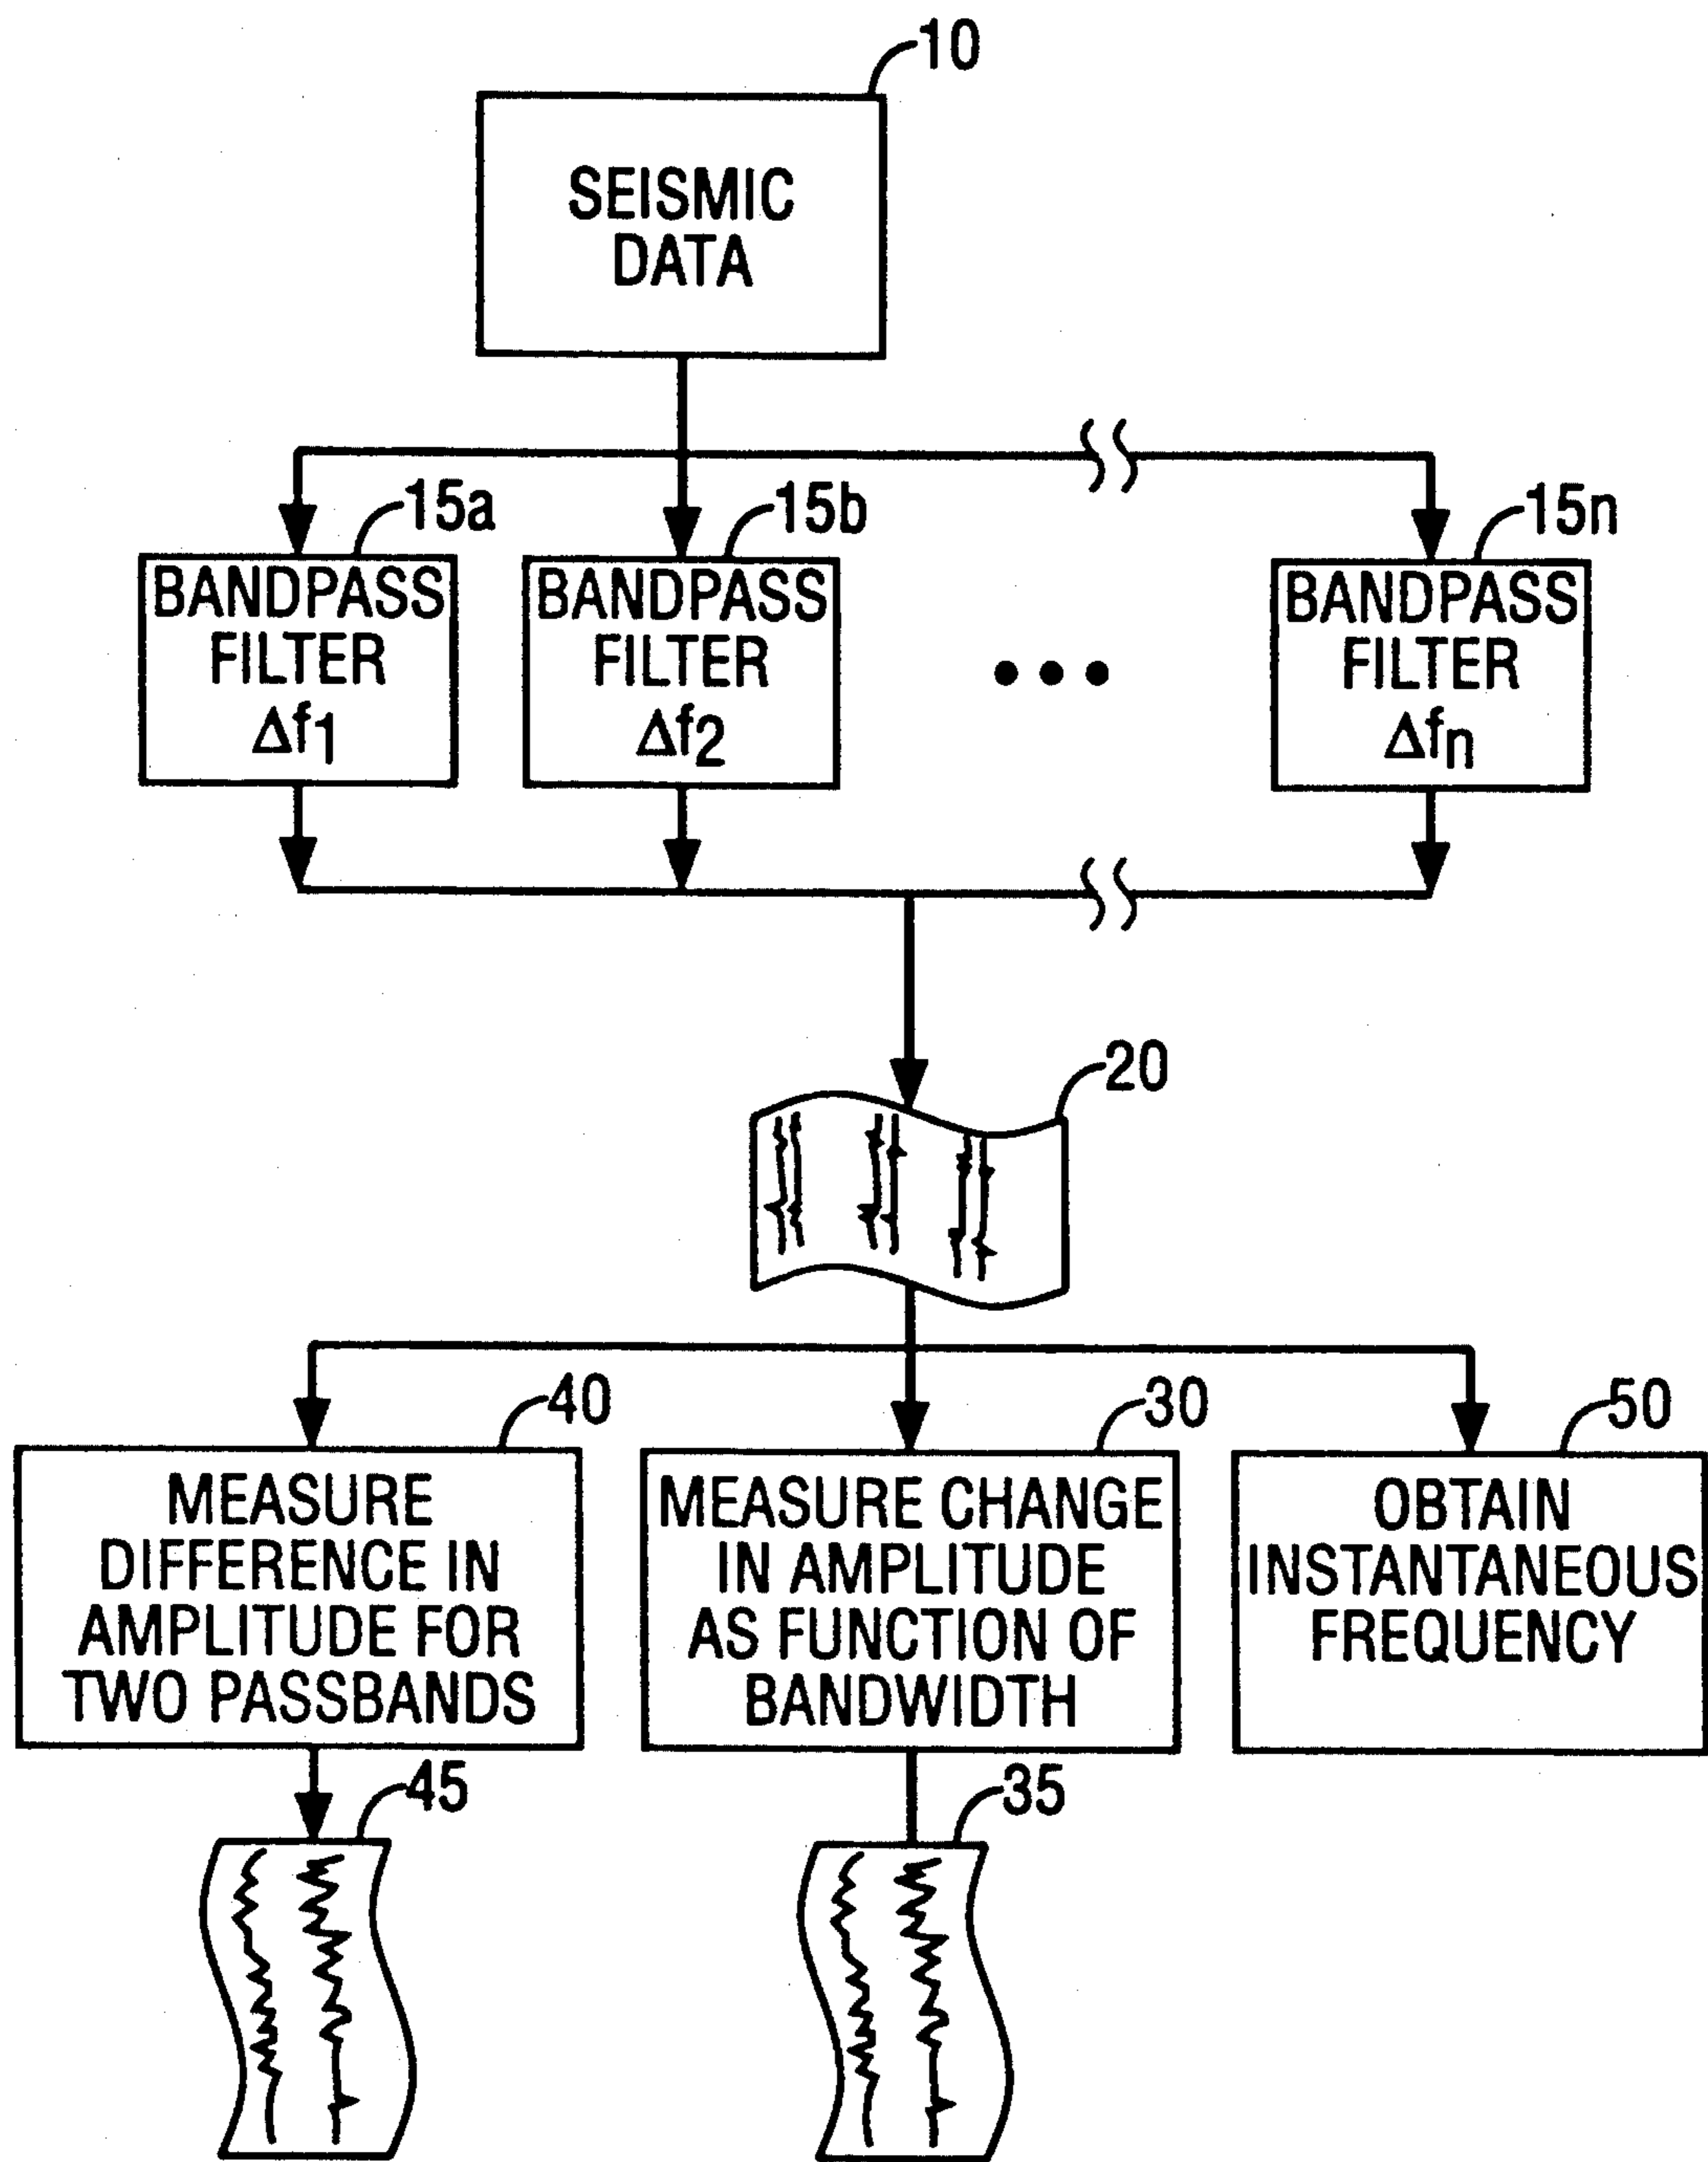 10
SEISMIC
DATA
15a
15b
15n
BANDPASS
FILTER
Δf1
BANDPASS
FILTER
Δf2
•••
BANDPASS
FILTER
Δfn
20
40
30
50
MEASURE
DIFFERENCE IN
AMPLITUDE FOR
TWO PASSBANDS
MEASURE CHANGE
IN AMPLITUDE
AS FUNCTION OF
BANDWIDTH
OBTAIN
INSTANTANEOUS
FREQUENCY
45
35